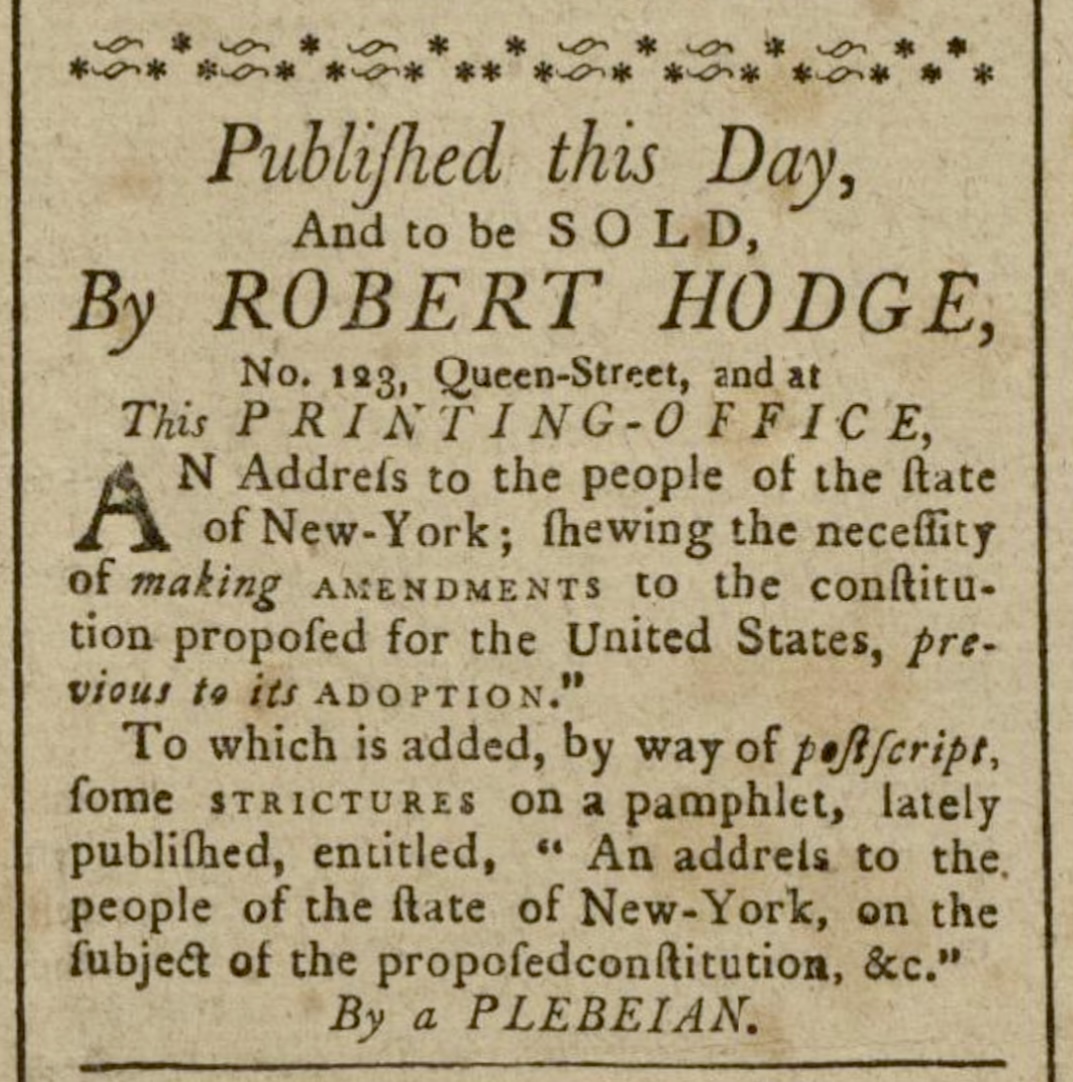 Publiſhed this Day,
And to be SOLD,
By ROBERT HODGE,
No. 123, Queen-Street, and at
This PRINTING-OFFICE,
AN Addreſs to the people of the ſtate
of New-York; ſhewing the neceſſity
of making AMENDMENTS to the conſtitu-
tion propoſed for the United States, pre-
vious to its ADOPTION."
To which is added, by way of poſtſcript,
ſome STRICTURES on a pamphlet, lately
publiſhed, entitled, “ An addreſs to the
people of the ſtate of New-York, on the
ſubject of the propoſedconſtitution, &c.”
By a PLEBEIAN.